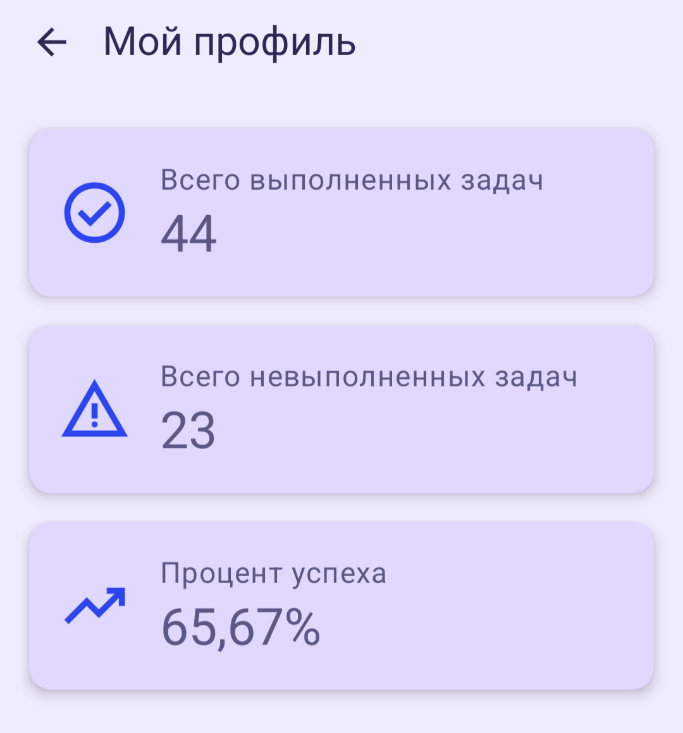 Мой профиль
Всего выполненных задач
44
Всего невыполненных задач
23
Процент успеха
65,67%